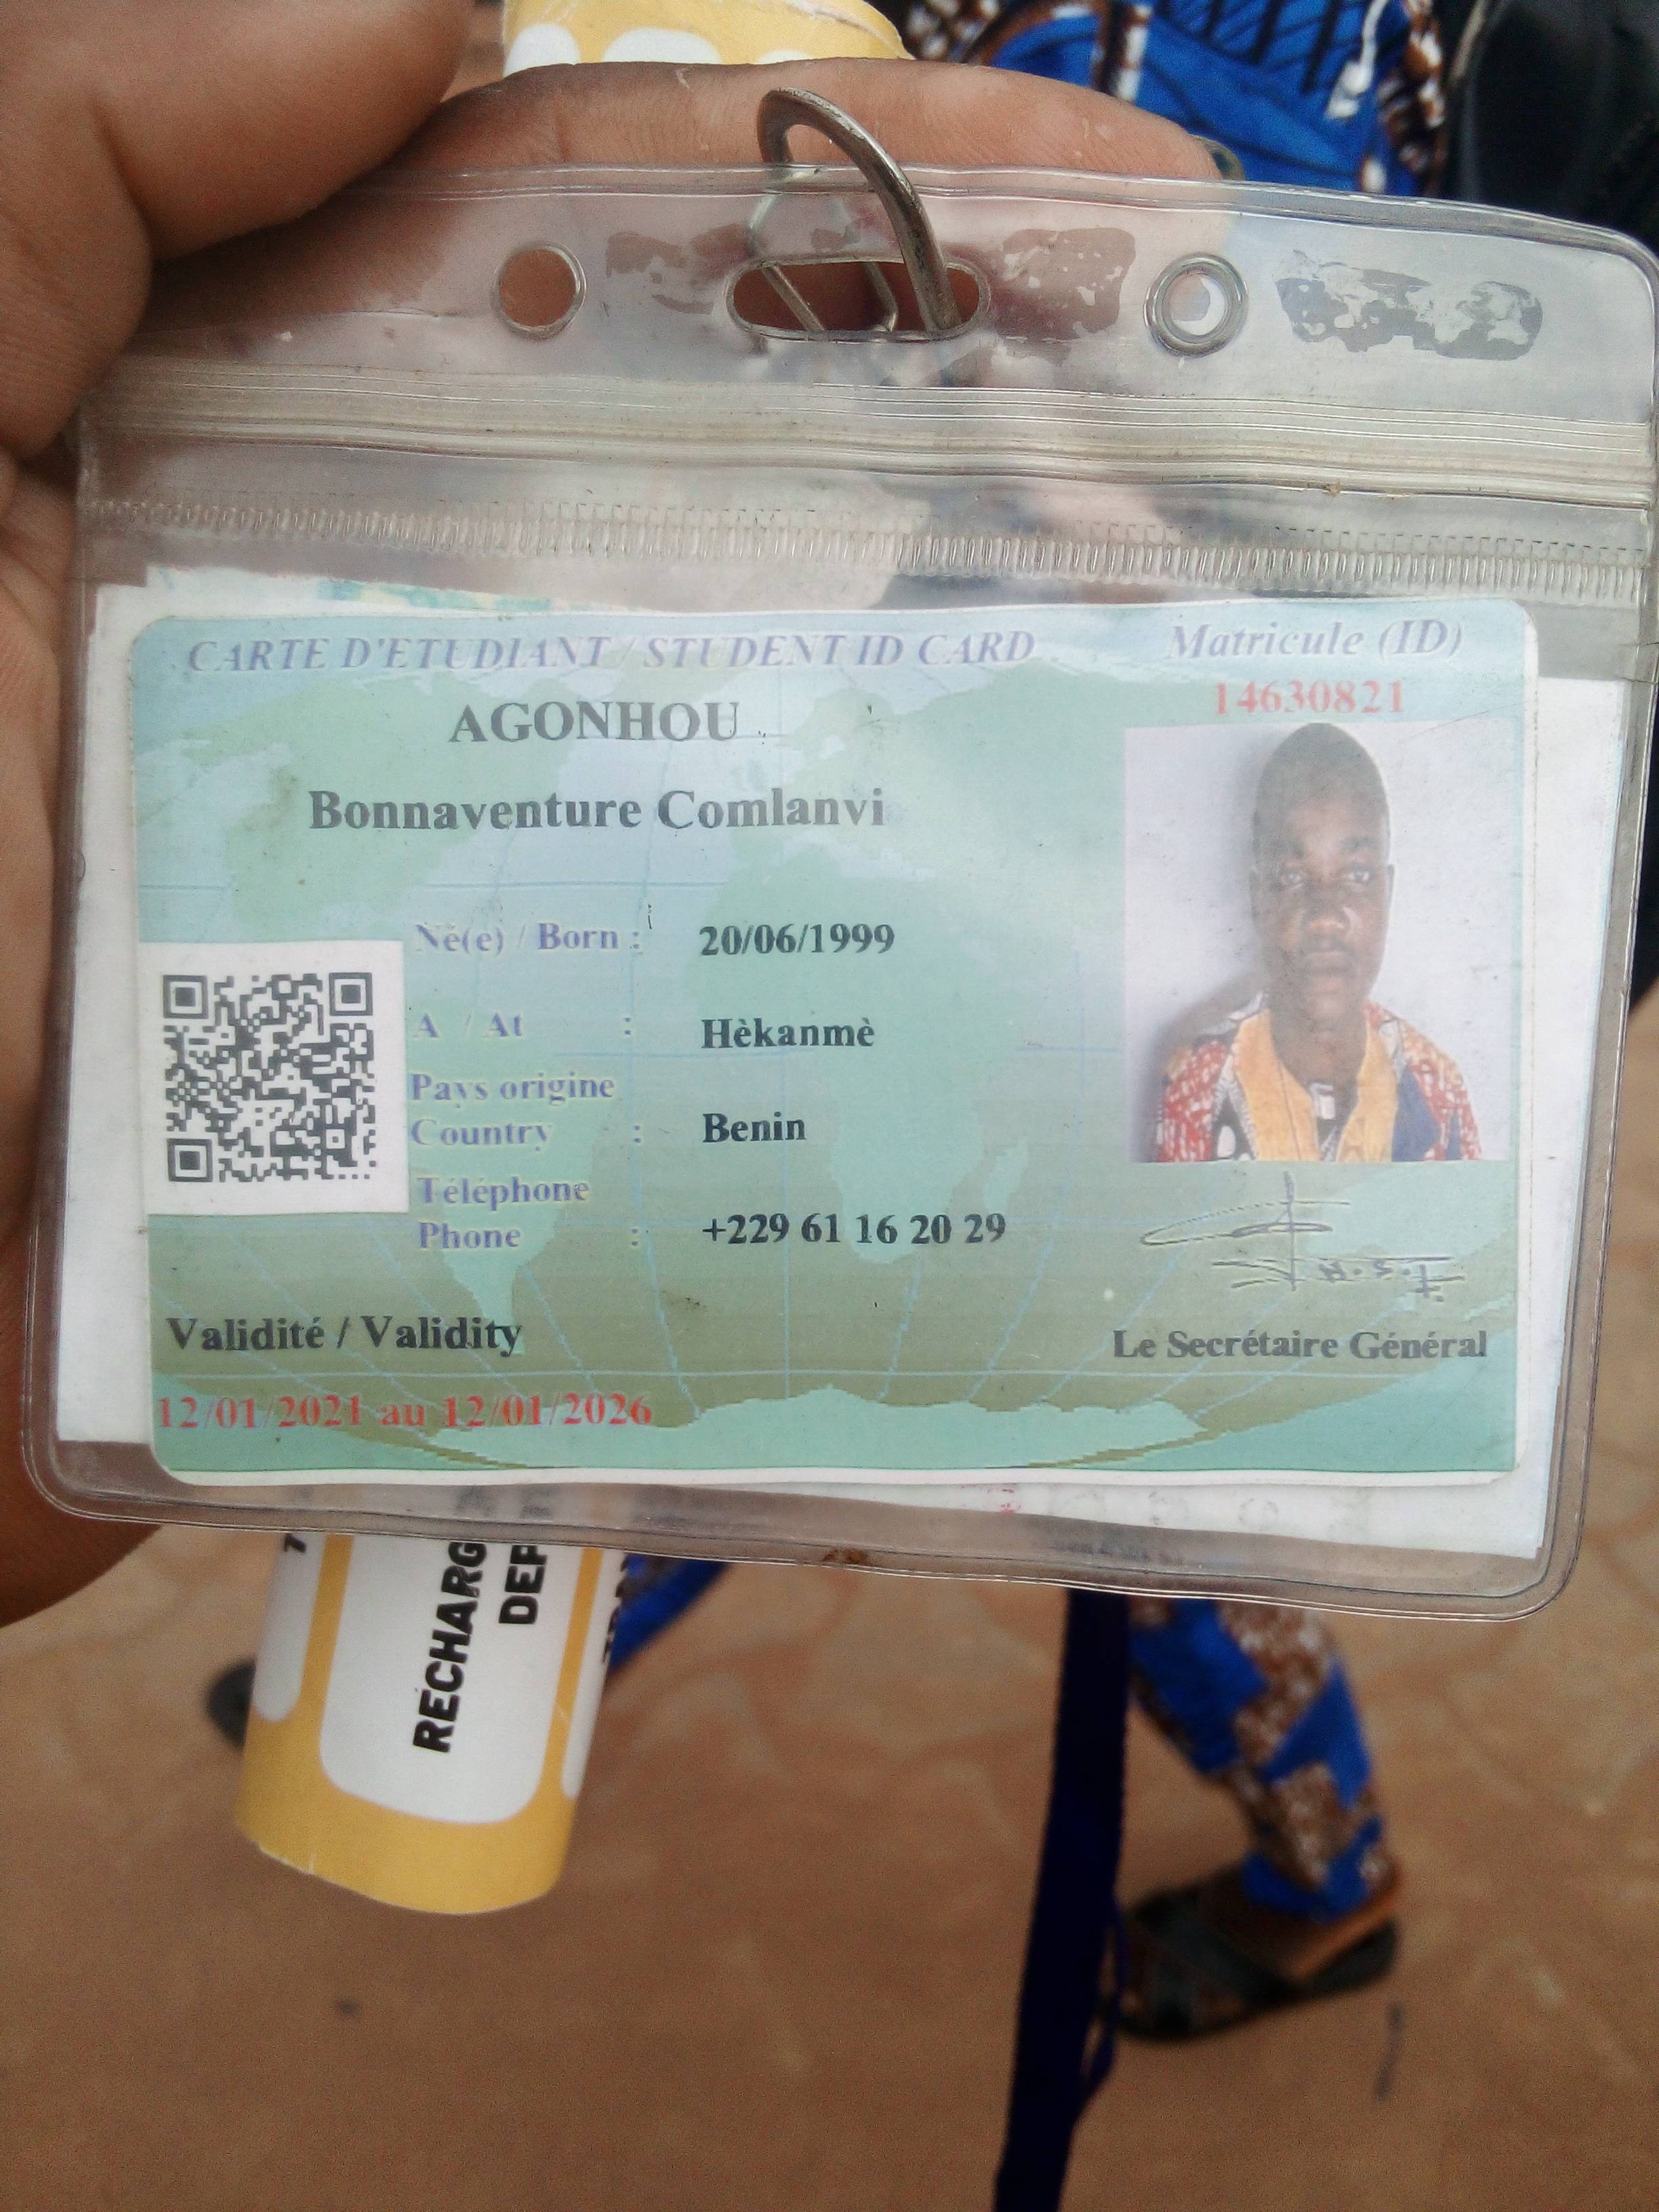 CARTE D'ETUDIANT / STUDENT ID CARD
Matricule (ID)
14630821
AGONHOU
Bonnaventure Comlanvi
Né(e) / Born : 20/06/1999
A / At : Hèkanmè
Pays origine
Country : Benin
Téléphone
Phone : +229 61 16 20 29
Validité / Validity
12/01/2021 au 12/01/2026
Le Secrétaire Général
RECHARG
DEP